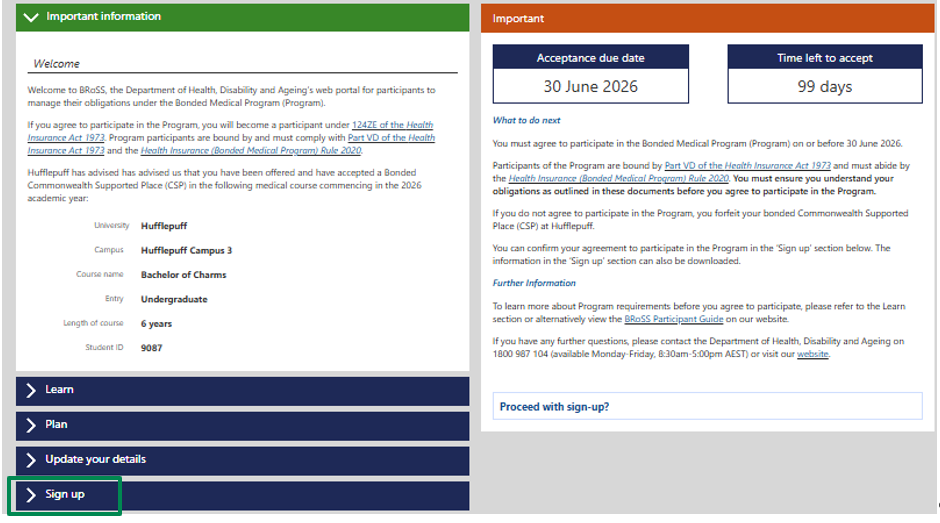 Important information
Welcome
Welcome to BRoSS, the Department of Health, Disability and Ageing's web portal for participants to
manage their obligations under the Bonded Medical Program (Program).
If you agree to participate in the Program, you will become a participant under 124ZE of the Health
Insurance Act 1973. Program participants are bound by and must comply with Part VD of the Health
Insurance Act 1973 and the Health Insurance (Bonded Medical Program) Rule 2020.
Hufflepuff has advised has advised us that you have been offered and have accepted a Bonded
Commonwealth Supported Place (CSP) in the following medical course commencing in the 2026
academic year:
University Hufflepuff
Campus Hufflepuff Campus 3
Course name Bachelor of Charms
Entry Undergraduate
Length of course 6 years
Student ID 9087
Learn
Plan
Update your details
Sign up
Important
Acceptance due date
30 June 2026
Time left to accept
99 days
What to do next
You must agree to participate in the Bonded Medical Program (Program) on or before 30 June 2026.
Participants of the Program are bound by Part VD of the Health Insurance Act 1973 and must abide by
the Health Insurance (Bonded Medical Program) Rule 2020. You must ensure you understand your
obligations as outlined in these documents before you agree to participate in the Program.
If you do not agree to participate in the Program, you forfeit your bonded Commonwealth Supported
Place (CSP) at Hufflepuff.
You can confirm your agreement to participate in the Program in the 'Sign up' section below. The
information in the 'Sign up' section can also be downloaded.
Further Information
To learn more about Program requirements before you agree to participate, please refer to the Learn
section or alternatively view the BRoSS Participant Guide on our website.
If you have any further questions, please contact the Department of Health, Disability and Ageing on
1800 987 104 (available Monday-Friday, 8:30am-5:00pm AEST) or visit our website.
Proceed with sign-up?